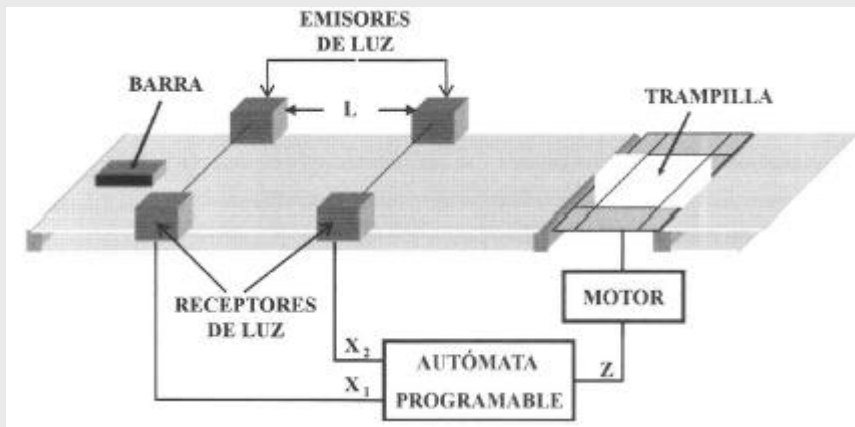 EMISORES
DE LUZ
BARRA
L
TRAMPILLA
RECEPTORES
DE LUZ
MOTOR
X₂
AUTÓMATA
Z
X₁
PROGRAMABLE